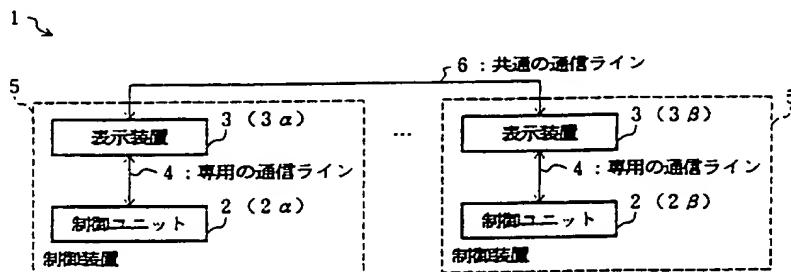 1
6：共通の通信ライン
5
5
表示装置
3（3α）
…
表示装置
3（3β）
4：専用の通信ライン
4：専用の通信ライン
制御ユニット
2（2α）
制御ユニット
2（2β）
制御装置
制御装置